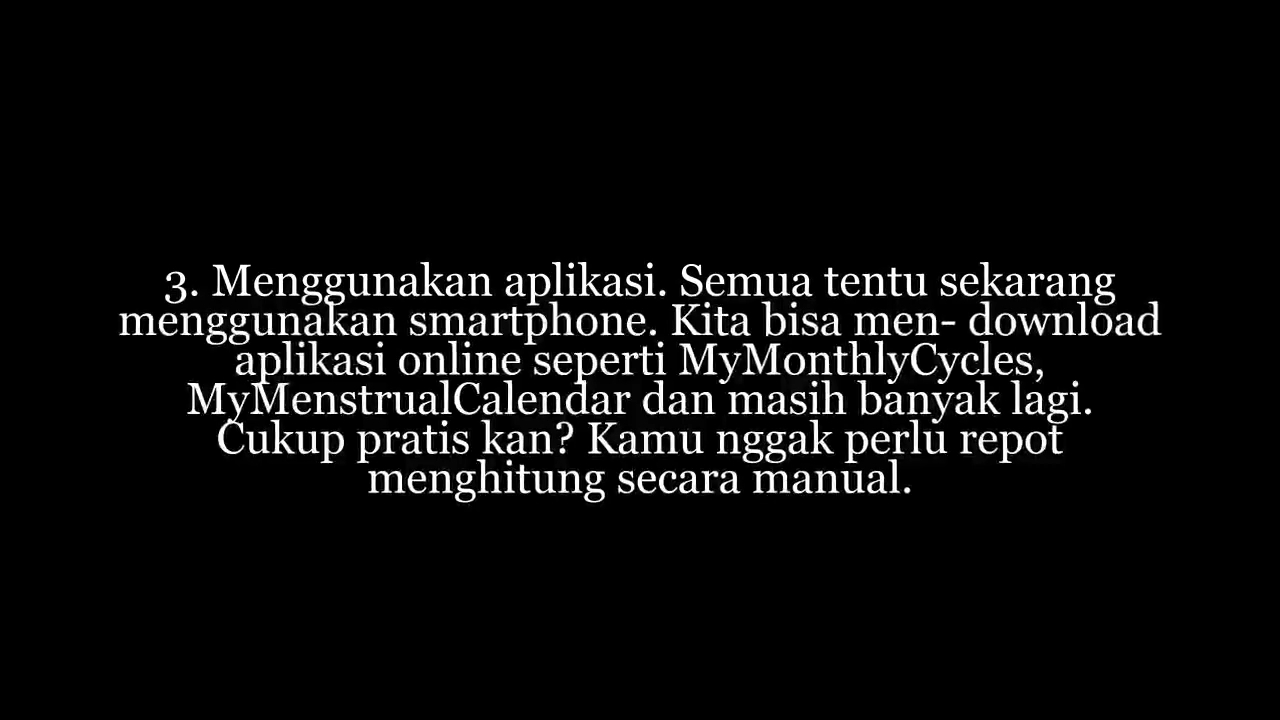 3. Menggunakan aplikasi. Semua tentu sekarang
menggunakan smartphone. Kita bisa men- download
aplikasi online seperti MyMonthlyCycles,
MyMenstrualCalendar dan masih banyak lagi.
Cukup pratis kan? Kamu nggak perlu repot
menghitung secara manual.